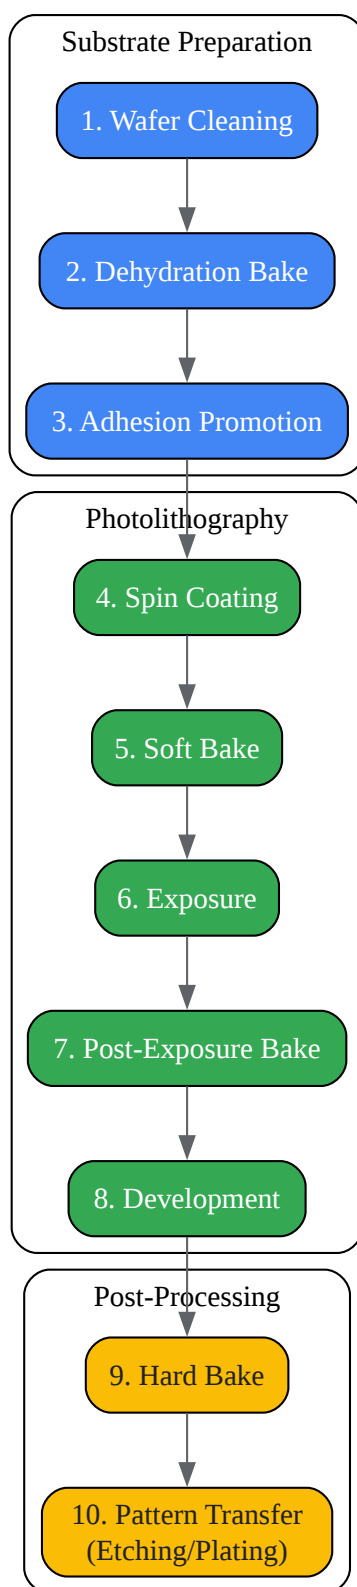 Substrate Preparation
1. Wafer Cleaning
2. Dehydration Bake
3. Adhesion Promotion
Photolithography
4. Spin Coating
5. Soft Bake
6. Exposure
7. Post-Exposure Bake
8. Development
Post-Processing
9. Hard Bake
10. Pattern Transfer
(Etching/Plating)